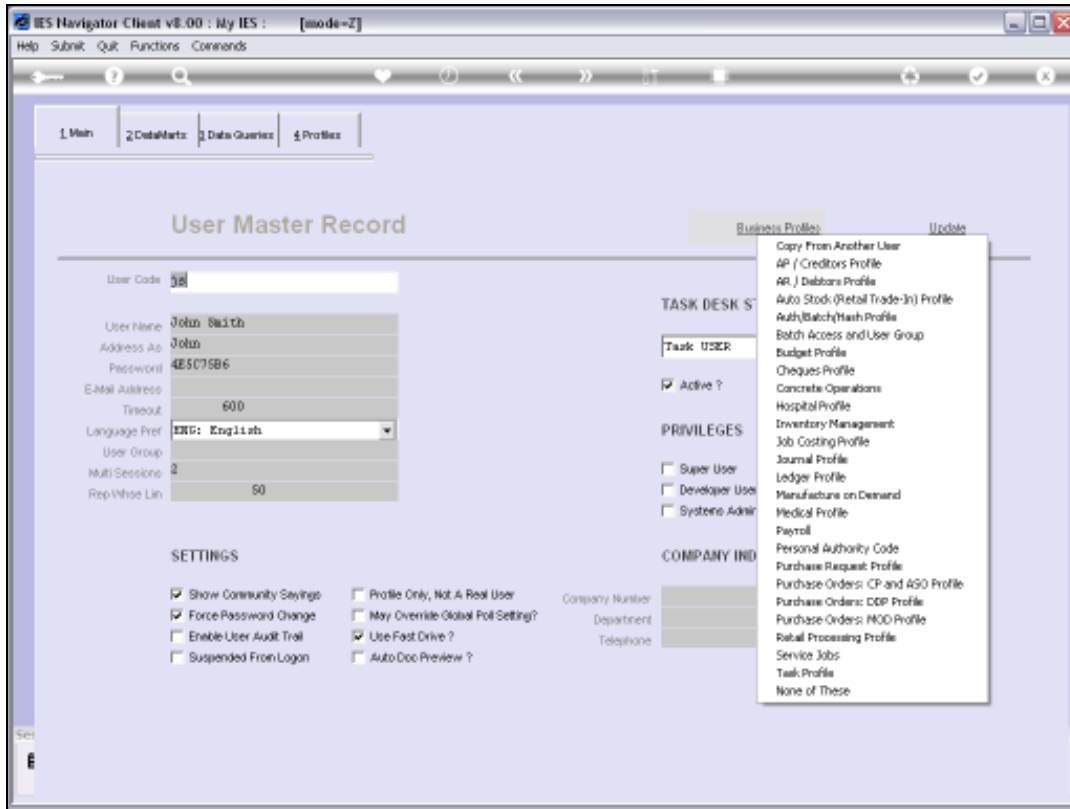 IES Navigator Client v8.00 : My IES : [mode=Z]
Help Submit Quit Functions Commands
1 Main 2 DataMarts 3 Data Queries 4 Profiles
User Master Record
Business Profiles Update
User Code js
User Name John Smith
Address As John
Password 4E5C75B6
E-Mail Address
Timeout 600
Language Pref ENG: English
User Group
Multi Sessions 2
Rep Whse Lim 50
TASK DESK ST
Task USER
Active ?
PRIVILEGES
Super User
Developer User
Systems Admin
Copy From Another User
AP / Creditors Profile
AR / Debtors Profile
Auto Stock (Retail Trade-In) Profile
Auth/Batch/Hash Profile
Batch Access and User Group
Budget Profile
Cheques Profile
Concrete Operations
Hospital Profile
Inventory Management
Job Costing Profile
Journal Profile
Ledger Profile
Manufacture on Demand
Medical Profile
Payroll
Personal Authority Code
Purchase Request Profile
Purchase Orders: CP and ASO Profile
Purchase Orders: DDP Profile
Purchase Orders: MOD Profile
Retail Processing Profile
Service Jobs
Task Profile
None of These
SETTINGS
Show Community Sayings Profile Only, Not A Real User
Force Password Change May Override Global Poll Setting?
Enable User Audit Trail Use Fast Drive ?
Suspended From Logon Auto Doc Preview ?
COMPANY IND
Company Number
Department
Telephone
Se